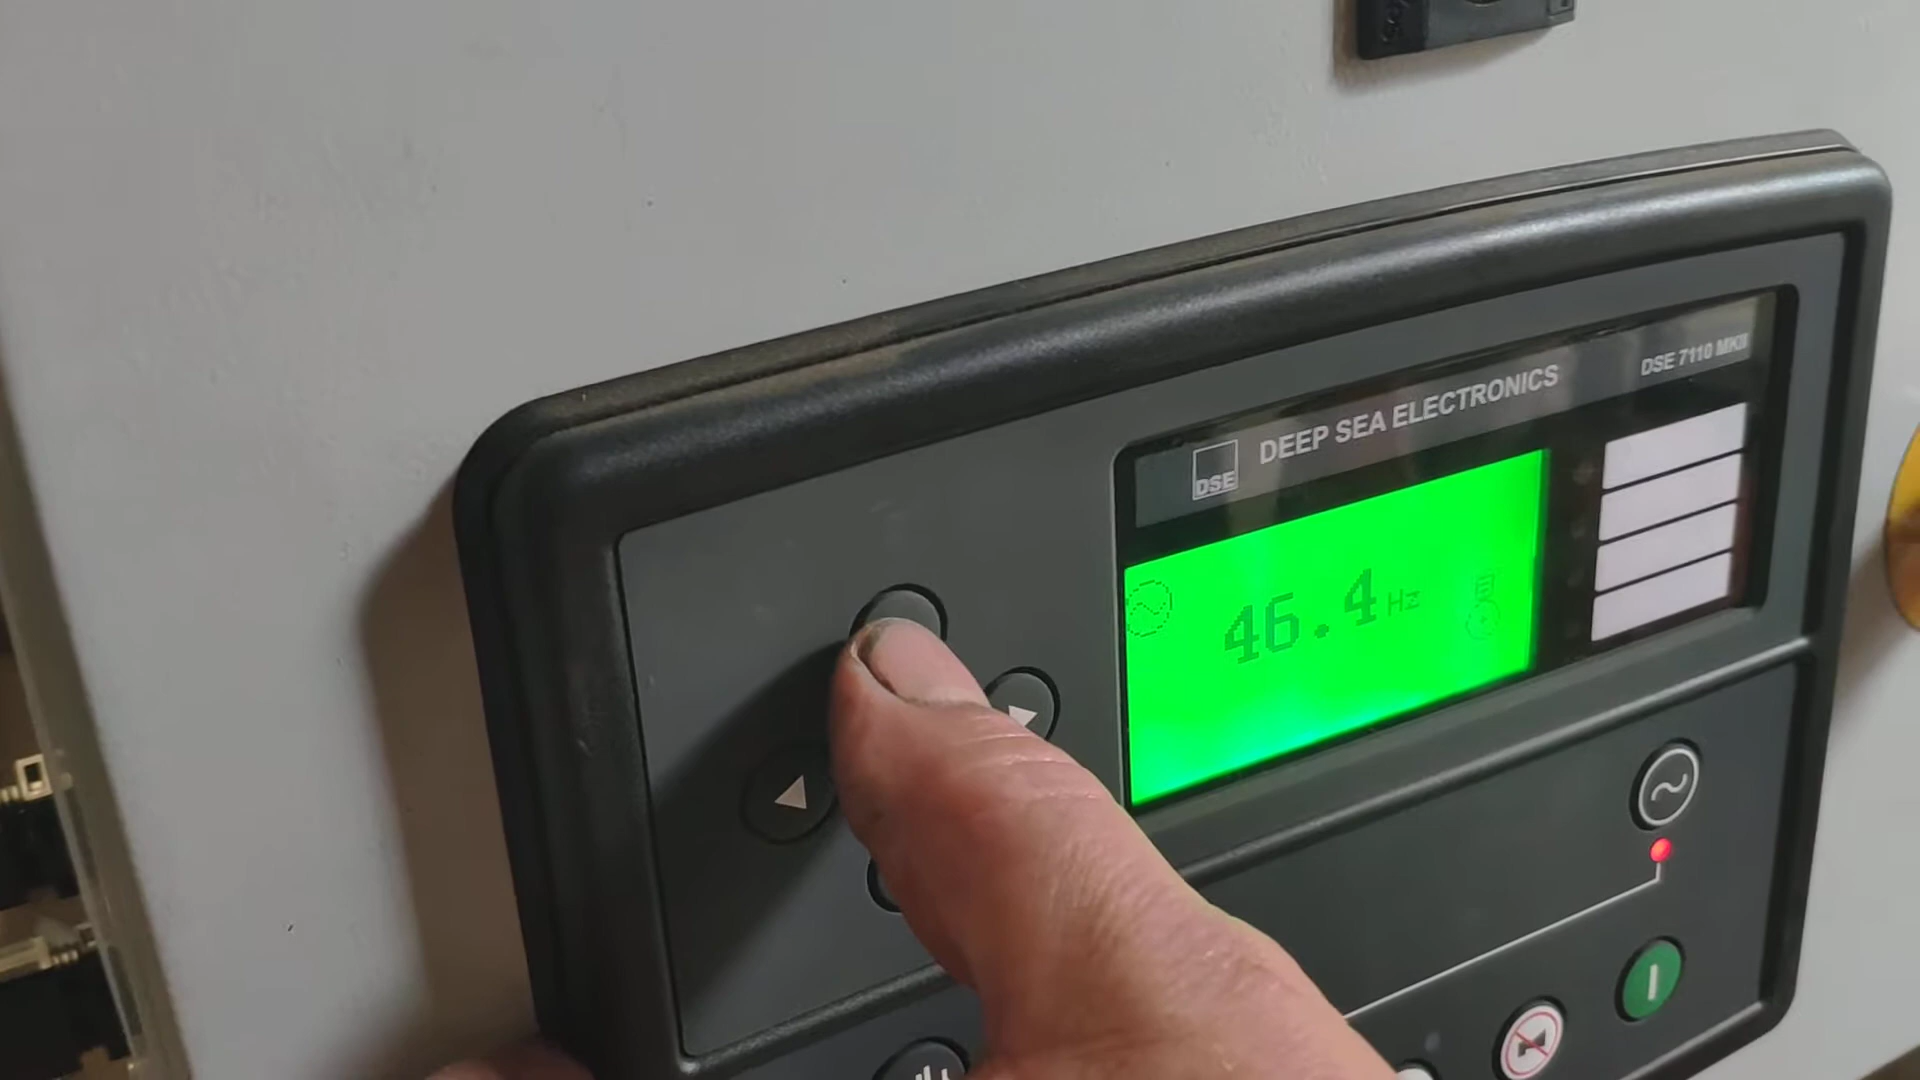 DEEP SEA ELECTRONICS
DSE 7110 MKII
DSE
46.4 Hz